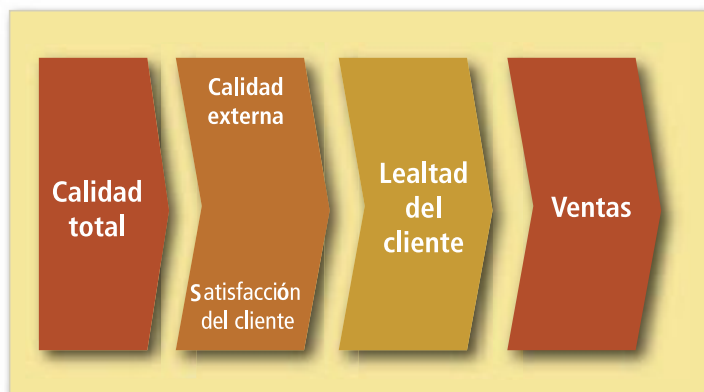 Calidad
total
Calidad
externa
Satisfacción
del cliente
Lealtad
del
cliente
Ventas